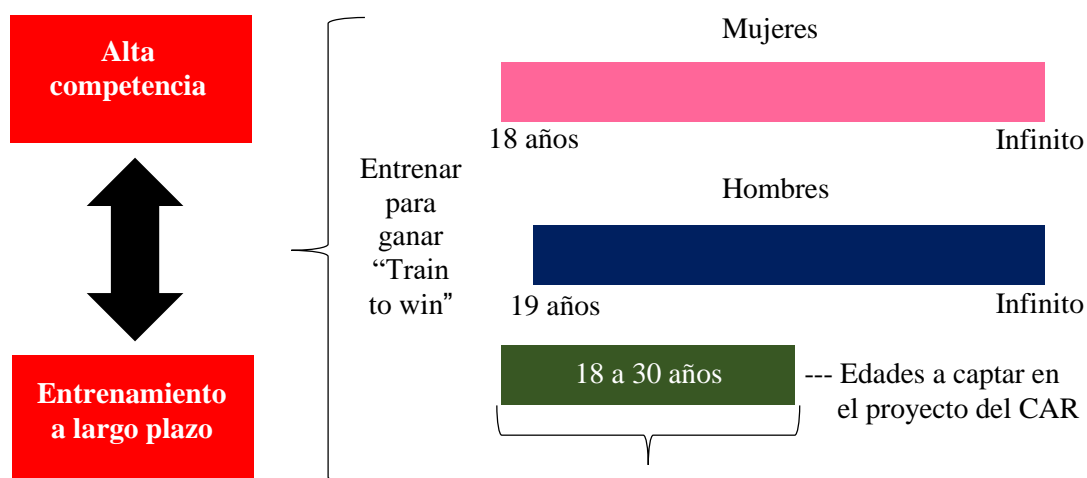 Alta
competencia
Entrenamiento
a largo plazo
Entrenar
para
ganar
“Train
to win”
Mujeres
18 años
Infinito
Hombres
19 años
Infinito
18 a 30 años
--- Edades a captar en
el proyecto del CAR